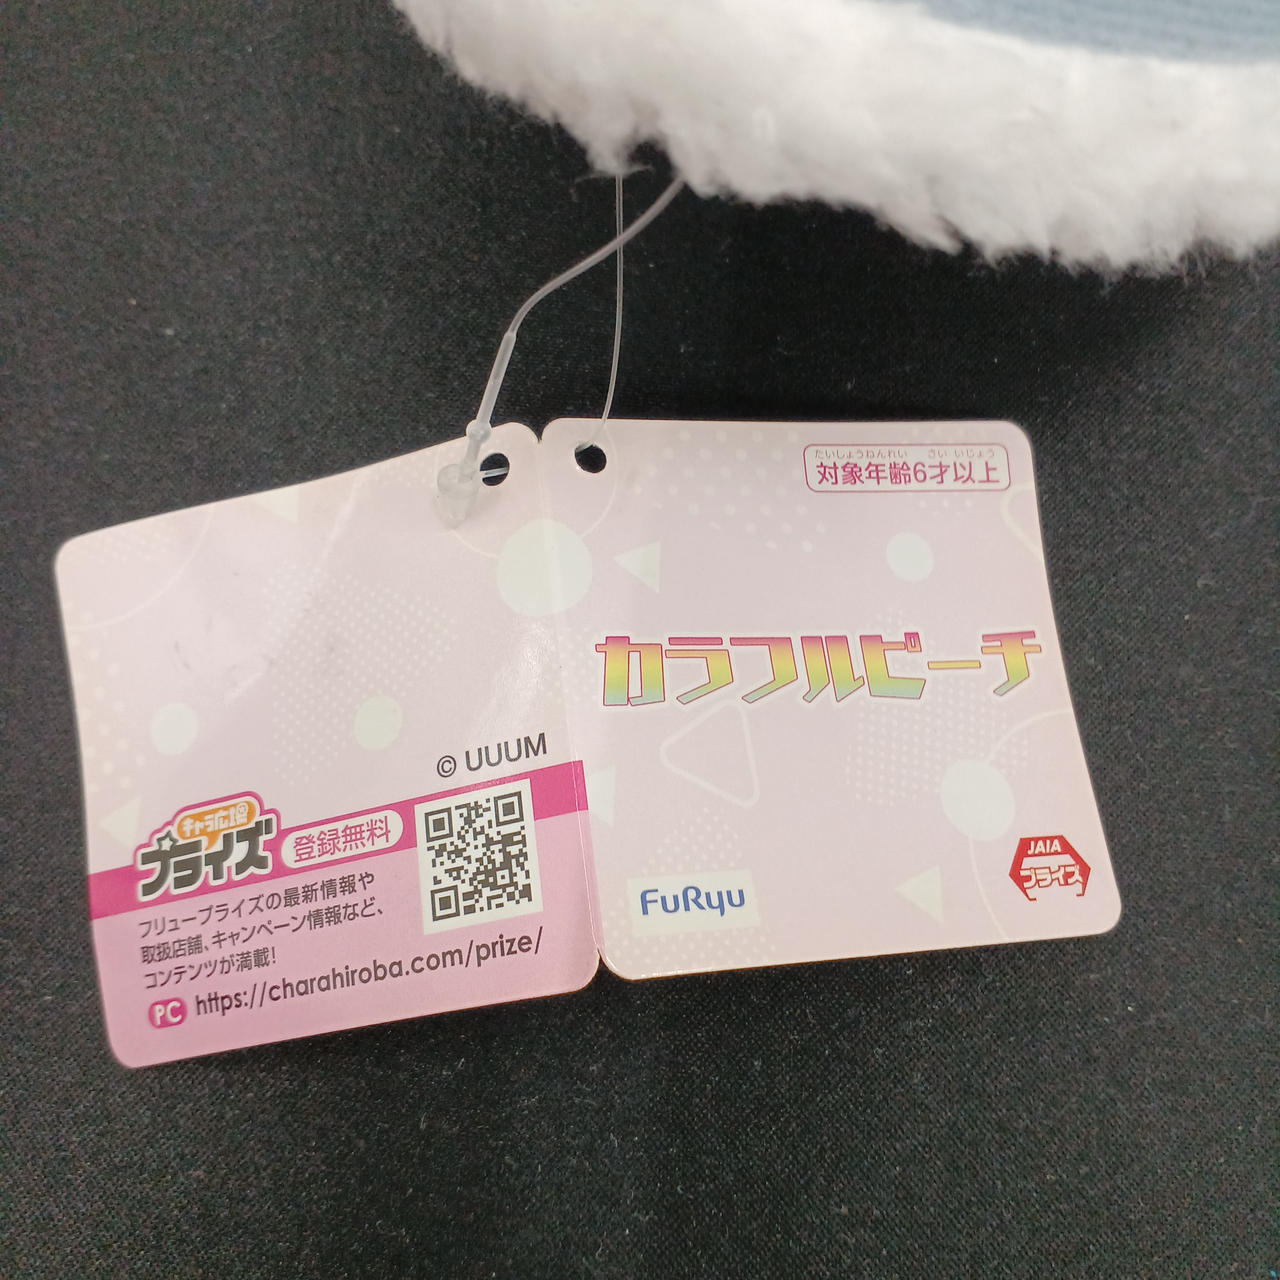 © UUUM
キャラ広場
プライズ
登録無料
フリュープライズの最新情報や
取扱店舗、キャンペーン情報など、
コンテンツが満載!
PC https://charahiroba.com/prize/
たいしょうねんれい さい いじょう
対象年齢6才以上
カラフルピーチ
FuRyu
JAIA
プライズ